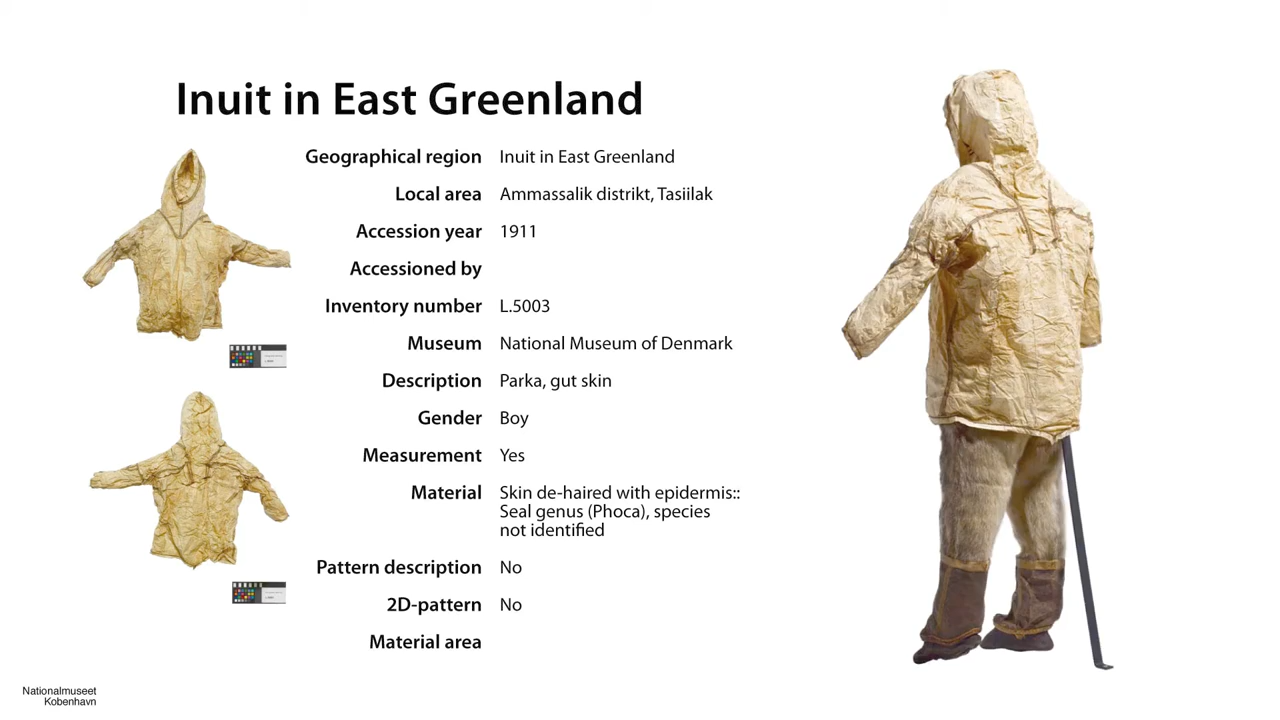 Inuit in East Greenland
Geographical region Inuit in East Greenland
Local area Ammassalik distrikt, Tasiilak
Accession year 1911
Accessioned by
Inventory number L.5003
Museum National Museum of Denmark
Description Parka, gut skin
Gender Boy
Measurement Yes
Material Skin de-haired with epidermis::
Seal genus (Phoca), species
not identified
Pattern description No
2D-pattern No
Material area
Nationalmuseet
Kobenhavn